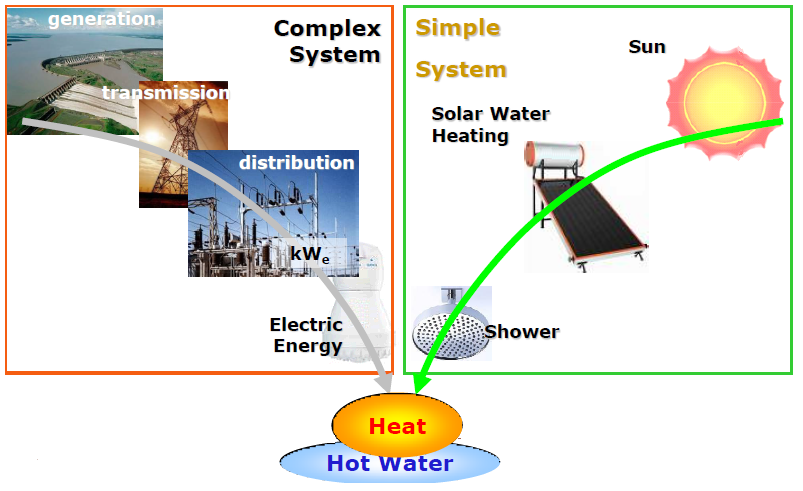 generation
transmission
distribution
Complex
System
kWe
Electric
Energy
Simple
System
Sun
Solar Water
Heating
Shower
Heat
Hot Water